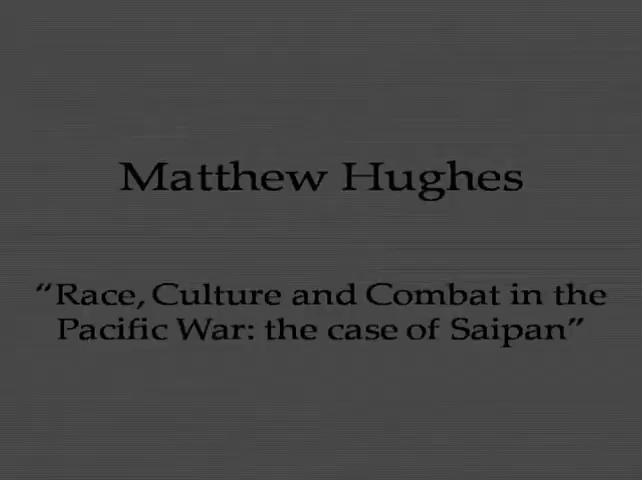 Matthew Hughes
“Race, Culture and Combat in the
Pacific War: the case of Saipan”